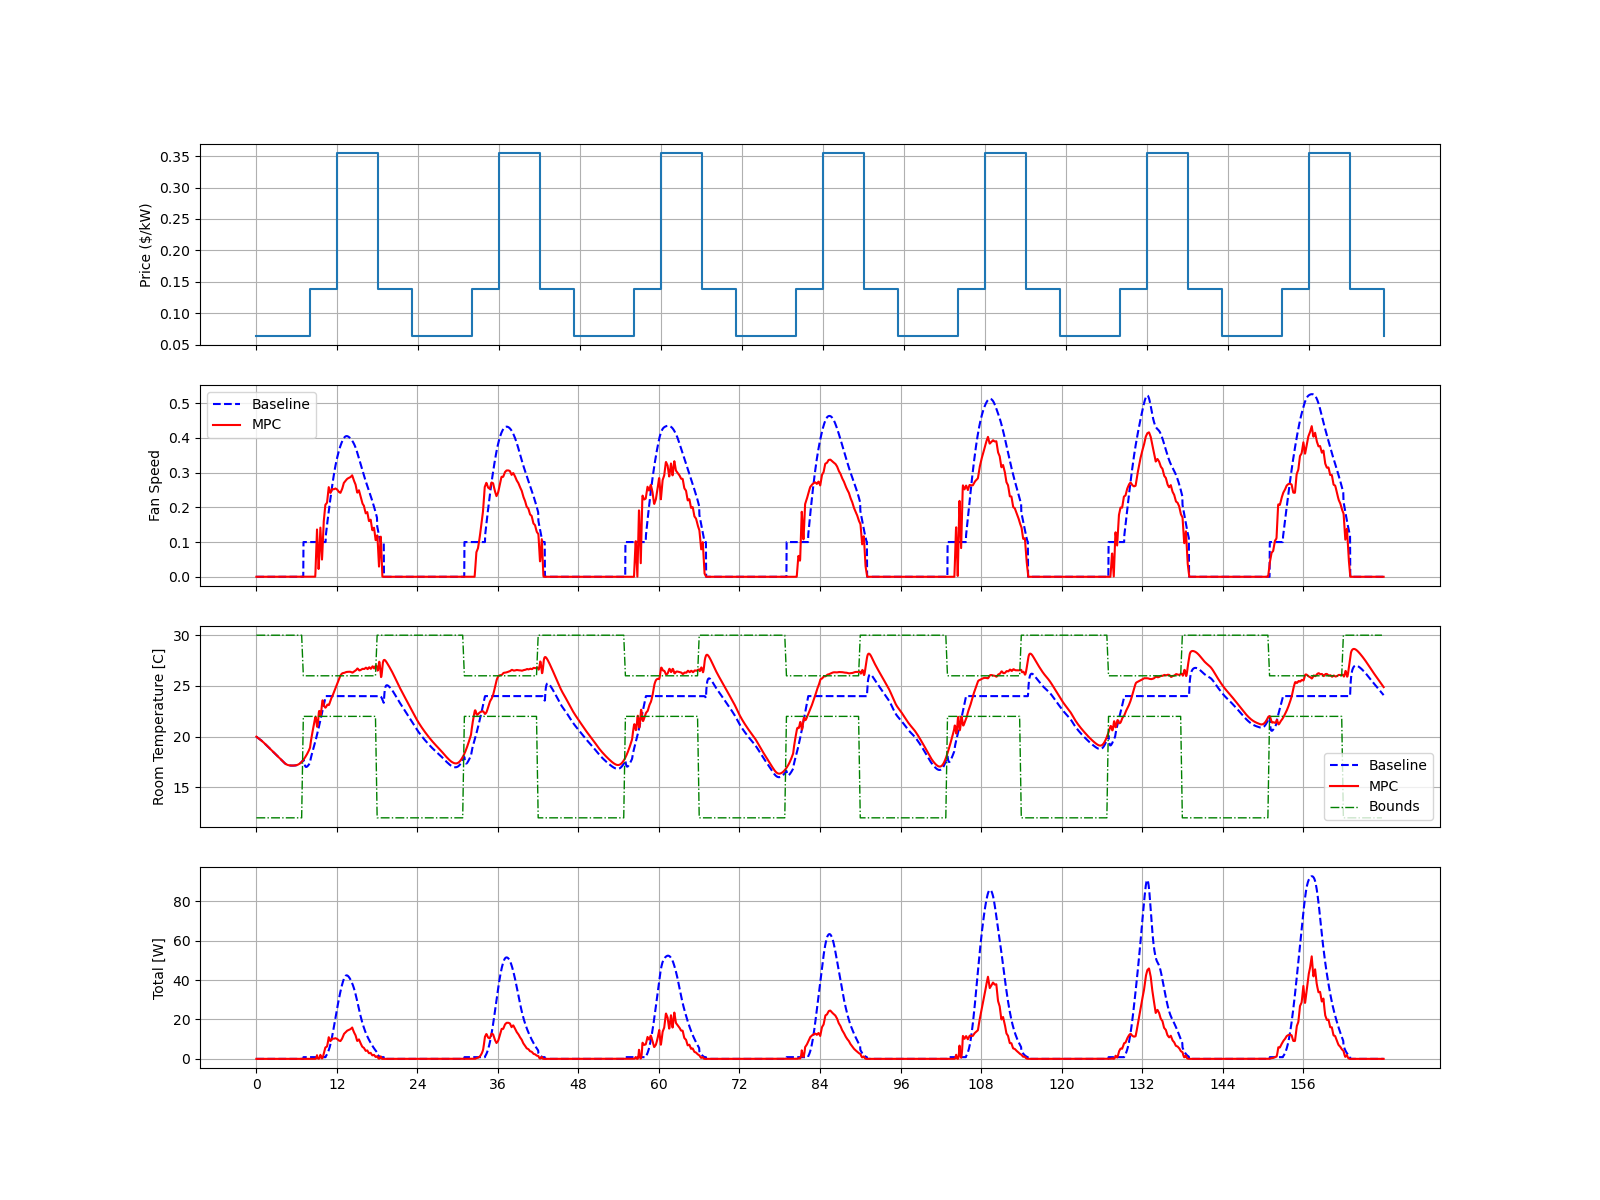 Price ($/kW)
0.35
0.30
0.25
0.20
0.15
0.10
0.05
Fan Speed
0.5
0.4
0.3
0.2
0.1
0.0
Baseline
MPC
Room Temperature [C]
30
25
20
15
Baseline
MPC
Bounds
Total [W]
80
60
40
20
0
0 12 24 36 48 60 72 84 96 108 120 132 144 156